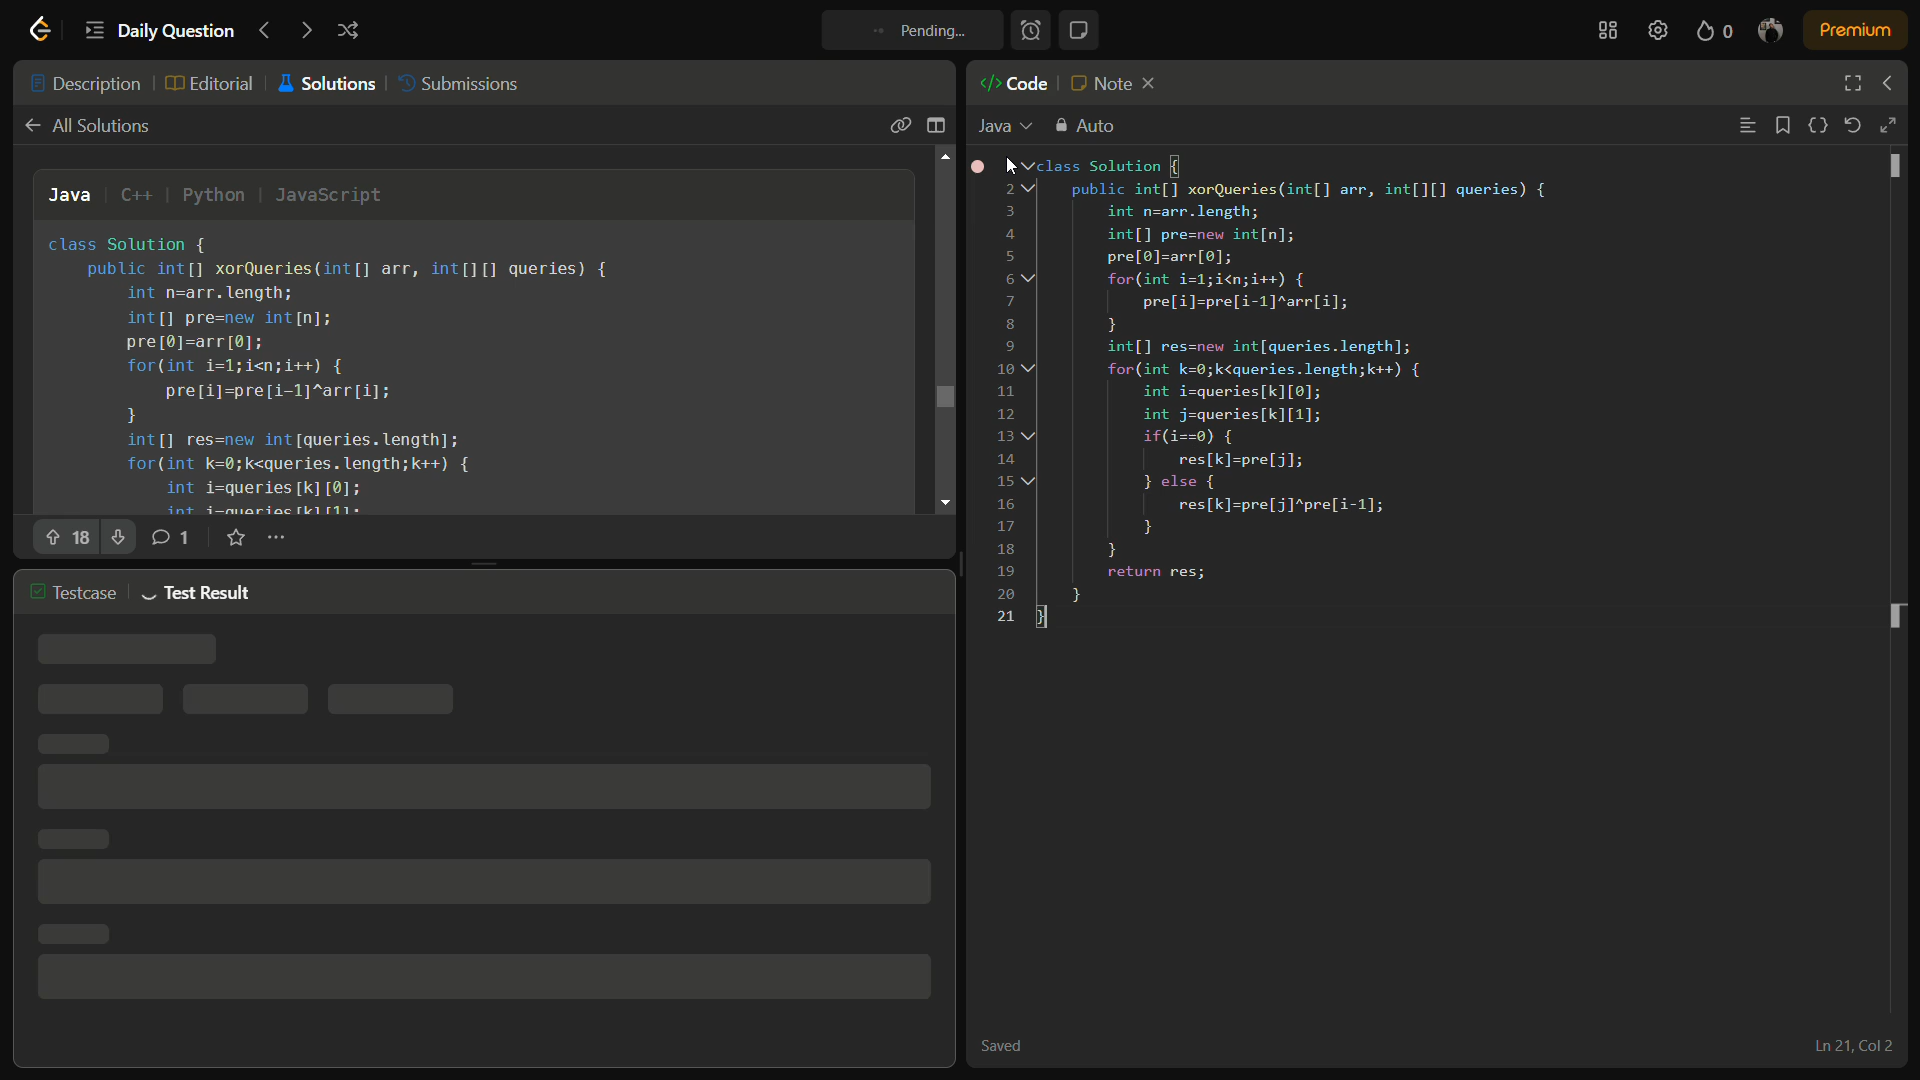 Daily Question
Pending...
0
Premium
Description
Editorial
Solutions
Submissions
All Solutions
Java
C++
Python
JavaScript
class Solution {
public int[] xorQueries(int[] arr, int[][] queries) {
int n=arr.length;
int[] pre=new int[n];
pre[0]=arr[0];
for(int i=1;i<n;i++) {
pre[i]=pre[i-1]^arr[i];
}
int[] res=new int[queries.length];
for(int k=0;k<queries.length;k++) {
int i=queries[k][0];
int j=queries[k][1];
18
1
Testcase
Test Result
</> Code
Note
Java
Auto
class Solution {
2 public int[] xorQueries(int[] arr, int[][] queries) {
3 int n=arr.length;
4 int[] pre=new int[n];
5 pre[0]=arr[0];
6 for(int i=1;i<n;i++) {
7 pre[i]=pre[i-1]^arr[i];
8 }
9 int[] res=new int[queries.length];
10 for(int k=0;k<queries.length;k++) {
11 int i=queries[k][0];
12 int j=queries[k][1];
13 if(i==0) {
14 res[k]=pre[j];
15 } else {
16 res[k]=pre[j]^pre[i-1];
17 }
18 }
19 return res;
20 }
21 }
Saved
Ln 21, Col 2